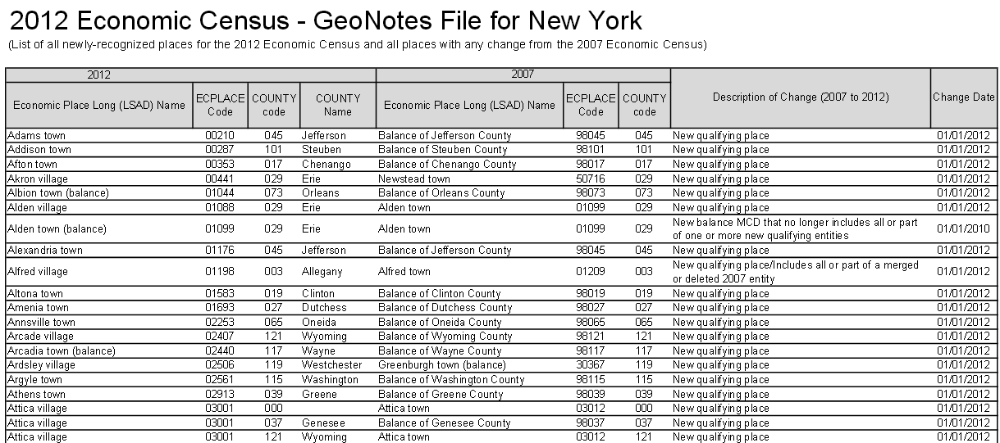 2012 Economic Census - GeoNotes File for New York
(List of all newly-recognized places for the 2012 Economic Census and all places with any change from the 2007 Economic Census)
2012 2007
Economic Place Long (LSAD) Name ECPLACE Code COUNTY code COUNTY Name Economic Place Long (LSAD) Name ECPLACE Code COUNTY code Description of Change (2007 to 2012) Change Date
Adams town 00210 045 Jefferson Balance of Jefferson County 98045 045 New qualifying place 01/01/2012
Addison town 00287 101 Steuben Balance of Steuben County 98101 101 New qualifying place 01/01/2012
Afton town 00353 017 Chenango Balance of Chenango County 98017 017 New qualifying place 01/01/2012
Akron village 00441 029 Erie Newstead town 50716 029 New qualifying place 01/01/2012
Albion town (balance) 01044 073 Orleans Balance of Orleans County 98073 073 New qualifying place 01/01/2012
Alden village 01088 029 Erie Alden town 01099 029 New qualifying place 01/01/2012
Alden town (balance) 01099 029 Erie Alden town 01099 029 New balance MCD that no longer includes all or part of one or more new qualifying entities 01/01/2010
Alexandria town 01176 045 Jefferson Balance of Jefferson County 98045 045 New qualifying place 01/01/2012
Alfred village 01198 003 Allegany Alfred town 01209 003 New qualifying place/Includes all or part of a merged or deleted 2007 entity 01/01/2012
Altona town 01583 019 Clinton Balance of Clinton County 98019 019 New qualifying place 01/01/2012
Amenia town 01693 027 Dutchess Balance of Dutchess County 98027 027 New qualifying place 01/01/2012
Annsville town 02253 065 Oneida Balance of Oneida County 98065 065 New qualifying place 01/01/2012
Arcade village 02407 121 Wyoming Balance of Wyoming County 98121 121 New qualifying place 01/01/2012
Arcadia town (balance) 02440 117 Wayne Balance of Wayne County 98117 117 New qualifying place 01/01/2012
Ardsley village 02506 119 Westchester Greenburgh town (balance) 30367 119 New qualifying place 01/01/2012
Argyle town 02561 115 Washington Balance of Washington County 98115 115 New qualifying place 01/01/2012
Athens town 02913 039 Greene Balance of Greene County 98039 039 New qualifying place 01/01/2012
Attica village 03001 000 Attica town 03012 000 New qualifying place 01/01/2012
Attica village 03001 037 Genesee Balance of Genesee County 98037 037 New qualifying place 01/01/2012
Attica village 03001 121 Wyoming Attica town 03012 121 New qualifying place 01/01/2012